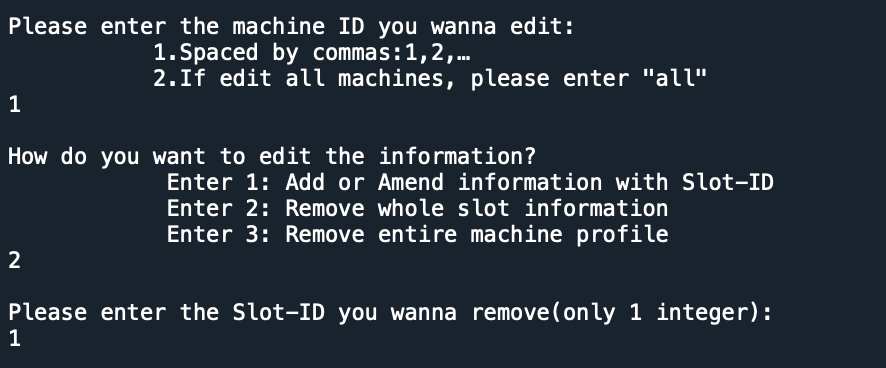 Please enter the machine ID you wanna edit:
1.Spaced by commas:1,2,…
2.If edit all machines, please enter "all"
1
How do you want to edit the information?
Enter 1: Add or Amend information with Slot-ID
Enter 2: Remove whole slot information
Enter 3: Remove entire machine profile
2
Please enter the Slot-ID you wanna remove(only 1 integer):
1